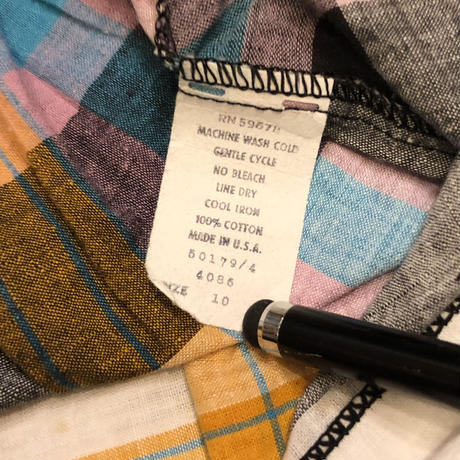 RN 59678
MACHINE WASH COLD
GENTLE CYCLE
NO BLEACH
LINE DRY
COOL IRON
100% COTTON
MADE IN U.S.A.
50179/4
4086
10